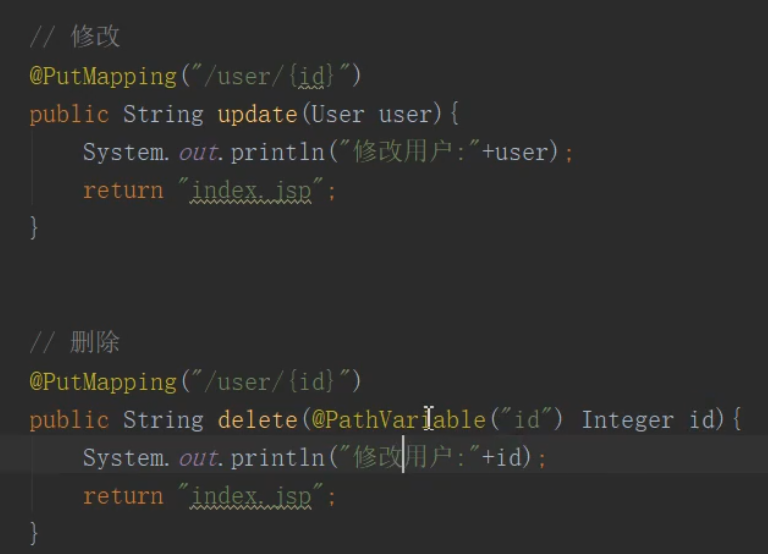 // 修改
@PutMapping("/user/{id}")
public String update(User user){
System.out.println("修改用户:"+user);
return "index.jsp";
}
// 删除
@PutMapping("/user/{id}")
public String delete(@PathVariable("id") Integer id){
System.out.println("修改用户:"+id);
return "index.jsp";
}